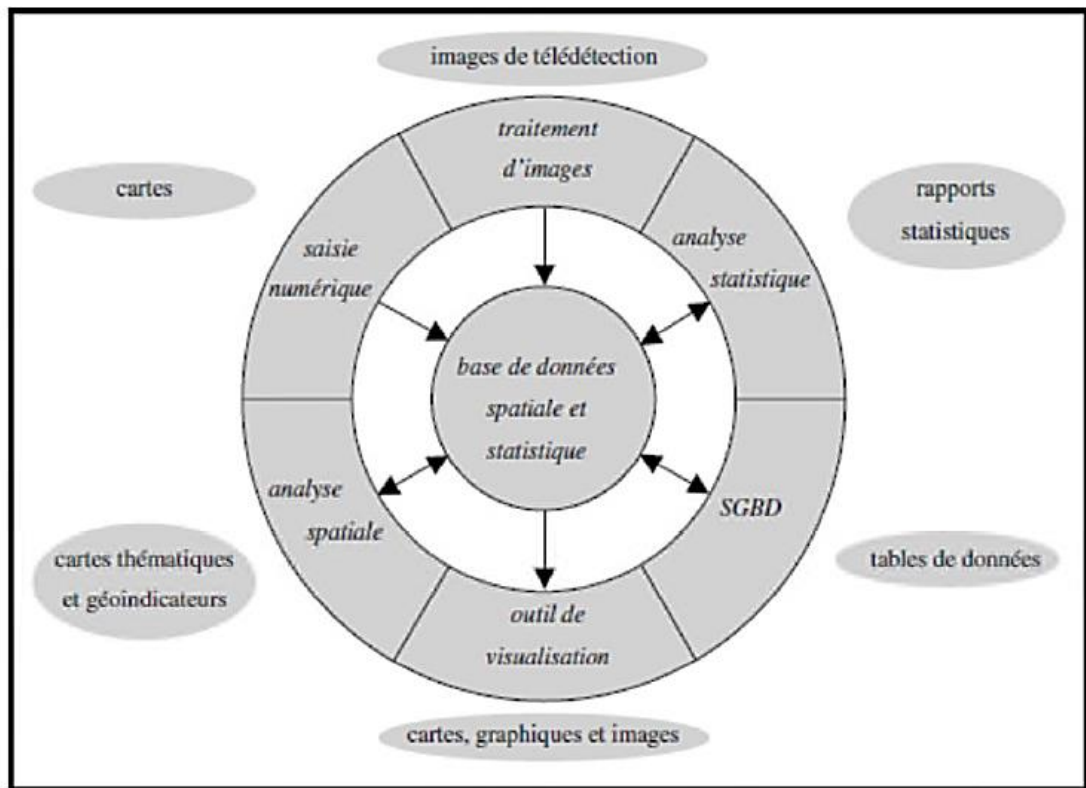 images de télédétection
traitement
d'images
cartes
rapports
statistiques
saisie
numérique
analyse
statistique
base de données
spatiale et
statistique
analyse
spatiale
SGBD
cartes thématiques
et géoindicateurs
tables de données
outil de
visualisation
cartes, graphiques et images